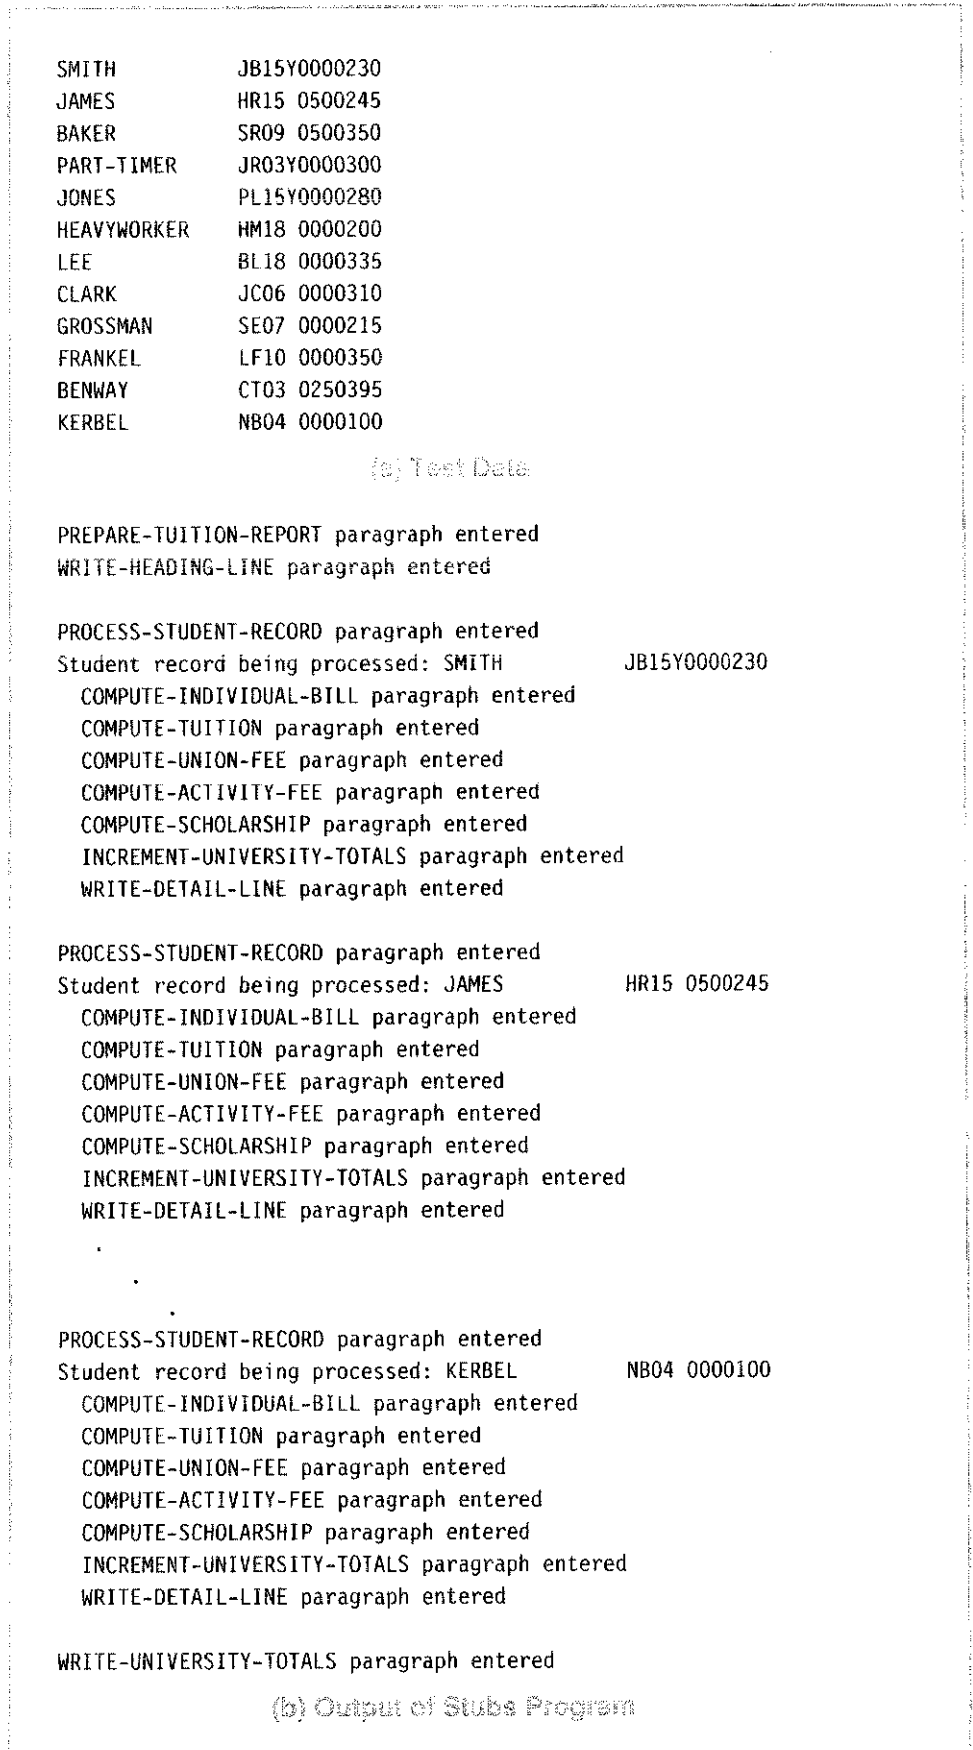 SMITH          JB15Y0000230
JAMES          HR15 0500245
BAKER          SR09 0500350
PART-TIMER     JR03Y0000300
JONES          PL15Y0000280
HEAVYWORKER    HM18 0000200
LEE            BL18 0000335
CLARK          JC06 0000310
GROSSMAN       SE07 0000215
FRANKEL        LF10 0000350
BENWAY         CT03 0250395
KERBEL         NB04 0000100
(a) Test Data
PREPARE-TUITION-REPORT paragraph entered
WRITE-HEADING-LINE paragraph entered
PROCESS-STUDENT-RECORD paragraph entered
Student record being processed: SMITH          JB15Y0000230
  COMPUTE-INDIVIDUAL-BILL paragraph entered
  COMPUTE-TUITION paragraph entered
  COMPUTE-UNION-FEE paragraph entered
  COMPUTE-ACTIVITY-FEE paragraph entered
  COMPUTE-SCHOLARSHIP paragraph entered
  INCREMENT-UNIVERSITY-TOTALS paragraph entered
  WRITE-DETAIL-LINE paragraph entered
PROCESS-STUDENT-RECORD paragraph entered
Student record being processed: JAMES          HR15 0500245
  COMPUTE-INDIVIDUAL-BILL paragraph entered
  COMPUTE-TUITION paragraph entered
  COMPUTE-UNION-FEE paragraph entered
  COMPUTE-ACTIVITY-FEE paragraph entered
  COMPUTE-SCHOLARSHIP paragraph entered
  INCREMENT-UNIVERSITY-TOTALS paragraph entered
  WRITE-DETAIL-LINE paragraph entered
.
.
.
PROCESS-STUDENT-RECORD paragraph entered
Student record being processed: KERBEL         NB04 0000100
  COMPUTE-INDIVIDUAL-BILL paragraph entered
  COMPUTE-TUITION paragraph entered
  COMPUTE-UNION-FEE paragraph entered
  COMPUTE-ACTIVITY-FEE paragraph entered
  COMPUTE-SCHOLARSHIP paragraph entered
  INCREMENT-UNIVERSITY-TOTALS paragraph entered
  WRITE-DETAIL-LINE paragraph entered
WRITE-UNIVERSITY-TOTALS paragraph entered
(b) Output of Stubs Program